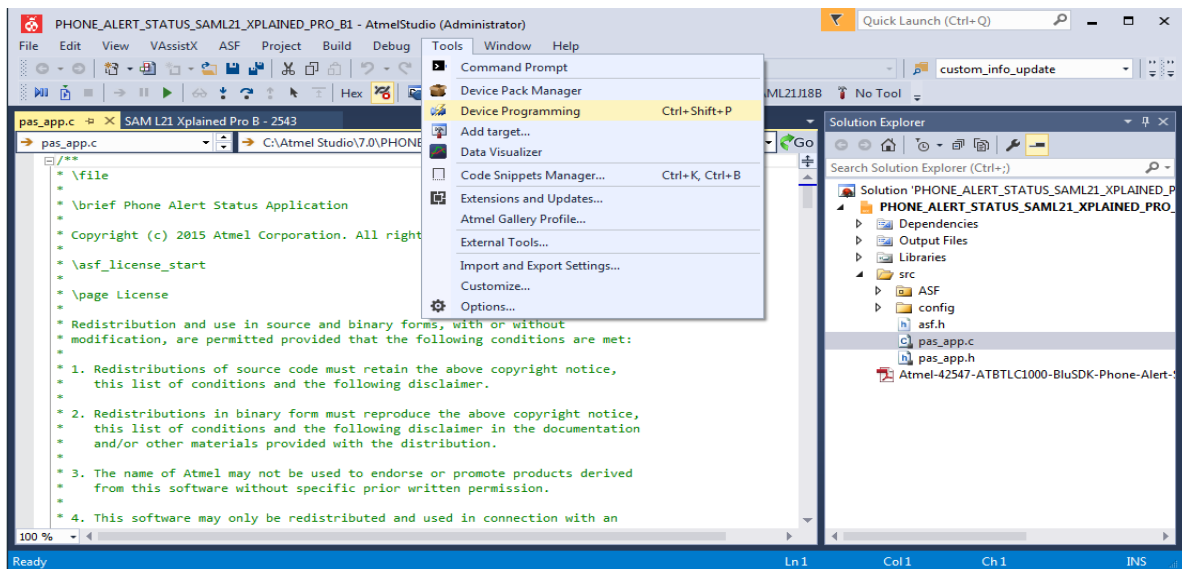 PHONE_ALERT_STATUS_SAML21_XPLAINED_PRO_B1 - AtmelStudio (Administrator)
Quick Launch (Ctrl+Q)
File Edit View VAssistX ASF Project Build Debug Tools Window Help
custom_info_update
Hex
ML21J18B No Tool
Command Prompt
Device Pack Manager
Device Programming Ctrl+Shift+P
Add target...
Data Visualizer
Code Snippets Manager... Ctrl+K, Ctrl+B
Extensions and Updates...
Atmel Gallery Profile...
External Tools...
Import and Export Settings...
Customize...
Options...
pas_app.c SAM L21 Xplained Pro B - 2543
pas_app.c C:\Atmel Studio\7.0\PHONE Go
/**
* \file
*
* \brief Phone Alert Status Application
*
* Copyright (c) 2015 Atmel Corporation. All right
*
* \asf_license_start
*
* \page License
*
* Redistribution and use in source and binary forms, with or without
* modification, are permitted provided that the following conditions are met:
*
* 1. Redistributions of source code must retain the above copyright notice,
* this list of conditions and the following disclaimer.
*
* 2. Redistributions in binary form must reproduce the above copyright notice,
* this list of conditions and the following disclaimer in the documentation
* and/or other materials provided with the distribution.
*
* 3. The name of Atmel may not be used to endorse or promote products derived
* from this software without specific prior written permission.
*
* 4. This software may only be redistributed and used in connection with an
100 %
Solution Explorer
Search Solution Explorer (Ctrl+;)
Solution 'PHONE_ALERT_STATUS_SAML21_XPLAINED_P
PHONE_ALERT_STATUS_SAML21_XPLAINED_PRO_
Dependencies
Output Files
Libraries
src
ASF
config
asf.h
pas_app.c
pas_app.h
Atmel-42547-ATBTLC1000-BluSDK-Phone-Alert-S
Ready Ln 1 Col 1 Ch 1 INS